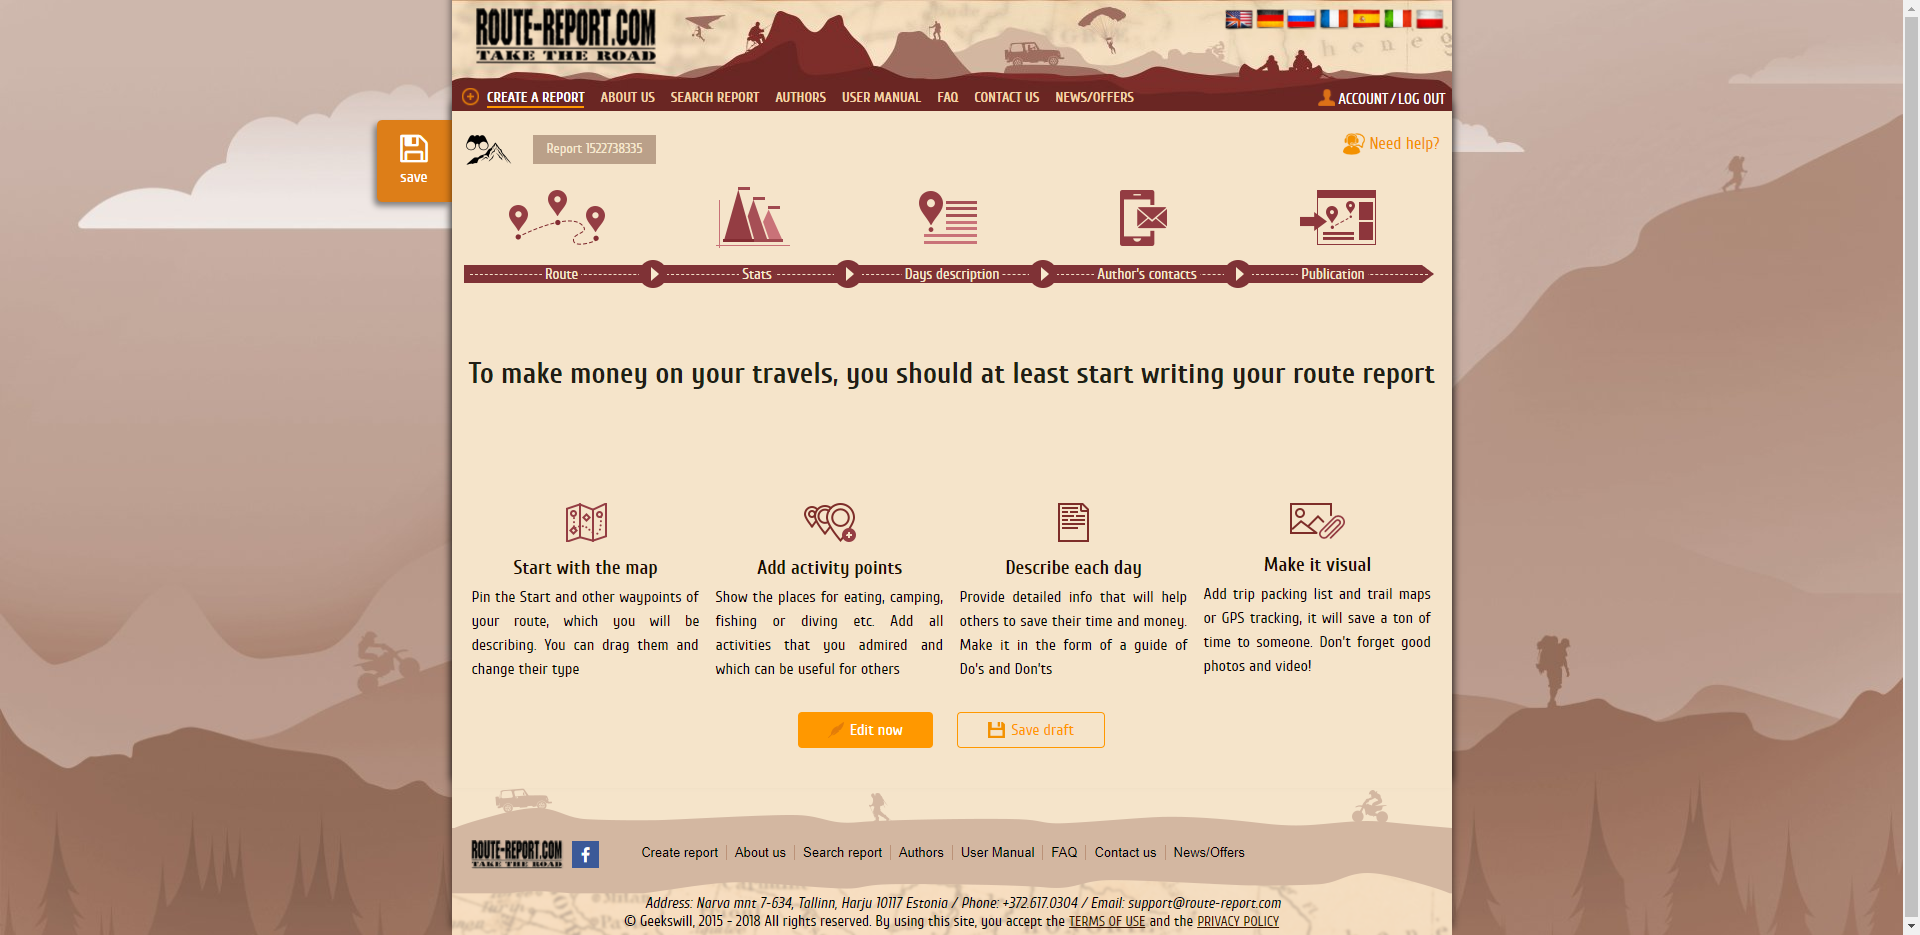 ROUTE-REPORT.COM
TAKE THE ROAD
CREATE A REPORT ABOUT US SEARCH REPORT AUTHORS USER MANUAL FAQ CONTACT US NEWS/OFFERS ACCOUNT/LOG OUT
save
Report 1522738335
Need help?
Route Stats Days description Author's contacts Publication
To make money on your travels, you should at least start writing your route report
Start with the map
Pin the Start and other waypoints of
your route, which you will be
describing. You can drag them and
change their type
Add activity points
Show the places for eating, camping,
fishing or diving etc. Add all
activities that you admired and
which can be useful for others
Describe each day
Provide detailed info that will help
others to save their time and money.
Make it in the form of a guide of
Do's and Don'ts
Make it visual
Add trip packing list and trail maps
or GPS tracking, it will save a ton of
time to someone. Don't forget good
photos and video!
Edit now Save draft
ROUTE-REPORT.COM
TAKE THE ROAD
Create report About us Search report Authors User Manual FAQ Contact us News/Offers
Address: Narva mnt 7-634, Tallinn, Harju 10117 Estonia / Phone: +372.617.0304 / Email: support@route-report.com
© Geekswill, 2015 - 2018 All rights reserved. By using this site, you accept the TERMS OF USE and the PRIVACY POLICY